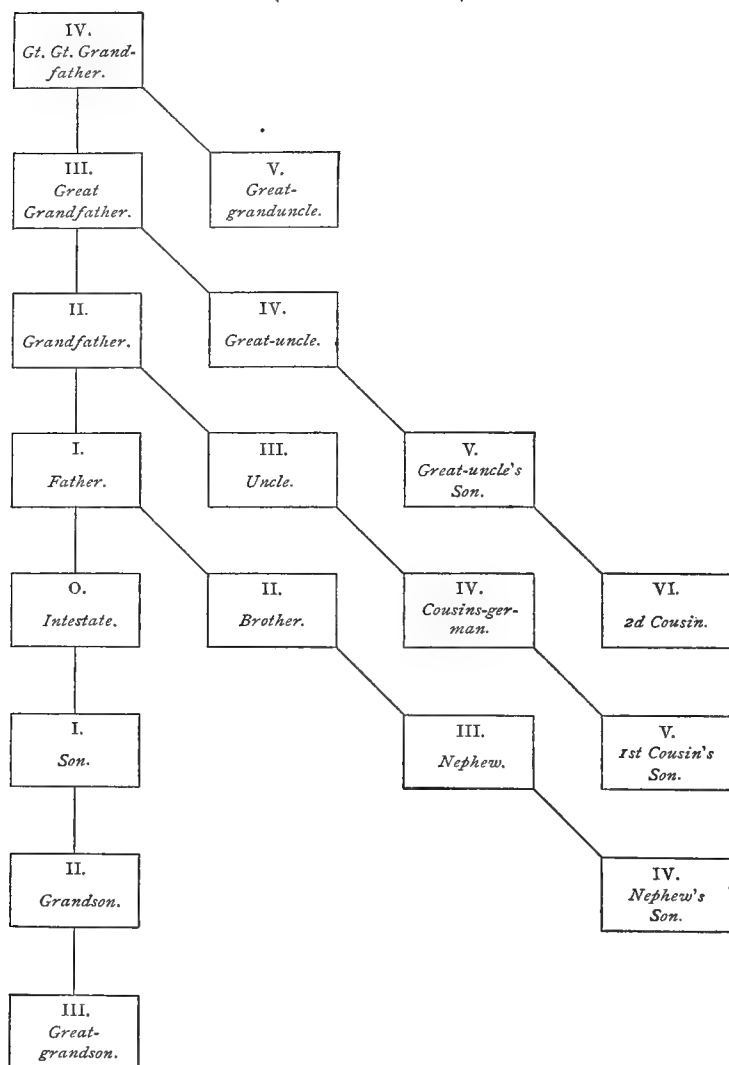 IV.
Gt. Gt. Grand-
father.
III.
Great
Grandfather.
V.
Great-
granduncle.
II.
Grandfather.
IV.
Great-uncle.
I.
Father.
III.
Uncle.
V.
Great-uncle's
Son.
O.
Intestate.
II.
Brother.
IV.
Cousins-ger-
man.
VI.
2d Cousin.
I.
Son.
III.
Nephew.
V.
1st Cousin's
Son.
II.
Grandson.
IV.
Nephew's
Son.
III.
Great-
grandson.